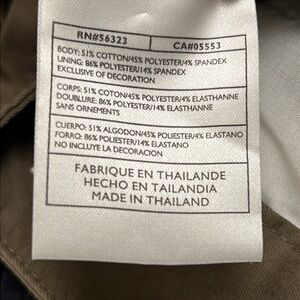 RN#56323 CA#05553
BODY: 51% COTTON/45% POLYESTER/4% SPANDEX
LINING: 86% POLYESTER/14% SPANDEX
EXCLUSIVE OF DECORATION
CORPS: 51% COTON/45% POLYESTER/4% ELASTHANNE
DOUBLURE: 86% POLYESTER/14% ELASTHANNE
SANS ORNEMENTS
CUERPO: 51% ALGODON/45% POLIESTER/4% ELASTANO
FORRO: 86% POLIESTER/14% ELASTANO
NO INCLUYE LA DECORACION
FABRIQUE EN THAILANDE
HECHO EN TAILANDIA
MADE IN THAILAND